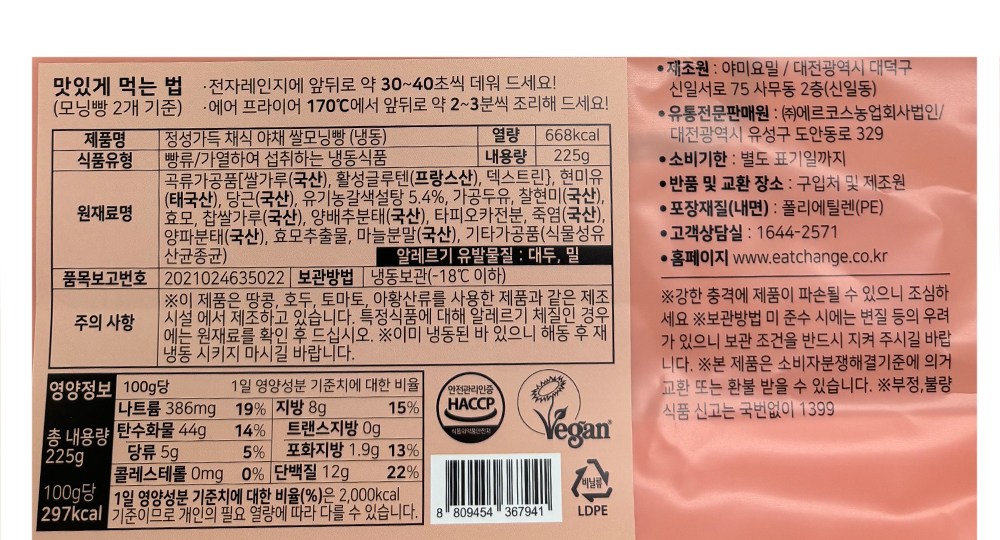 맛있게 먹는 법
(모닝빵 2개 기준)
·전자레인지에 앞뒤로 약 30~40초씩 데워 드세요!
·에어 프라이어 170℃에서 앞뒤로 약 2~3분씩 조리해 드세요!
제품명 정성가득 채식 야채 쌀모닝빵 (냉동) 열량 668kcal
식품유형 빵류/가열하여 섭취하는 냉동식품 내용량 225g
원재료명
곡류가공품[쌀가루(국산), 활성글루텐(프랑스산), 덱스트린}, 현미유
(태국산), 당근(국산), 유기농갈색설탕 5.4%, 가공두유, 찰현미(국산),
효모, 찹쌀가루(국산), 양배추분태(국산), 타피오카전분, 죽염(국산),
양파분태(국산), 효모추출물, 마늘분말(국산), 기타가공품(식물성유
산균종균)
알레르기 유발물질 : 대두, 밀
품목보고번호 2021024635022 보관방법 냉동보관(-18℃ 이하)
주의 사항
※이 제품은 땅콩, 호두, 토마토, 아황산류를 사용한 제품과 같은 제조
시설 에서 제조하고 있습니다. 특정식품에 대해 알레르기 체질인 경우
에는 원재료를 확인 후 드십시오. ※이미 냉동된 바 있으니 해동 후 재
냉동 시키지 마시길 바랍니다.
영양정보
총 내용량
225g
100g당
297kcal
100g당 1일 영양성분 기준치에 대한 비율
나트륨 386mg 19% 지방 8g 15%
탄수화물 44g 14% 트랜스지방 0g
당류 5g 5% 포화지방 1.9g 13%
콜레스테롤 0mg 0% 단백질 12g 22%
1일 영양성분 기준치에 대한 비율(%)은 2,000kcal
기준이므로 개인의 필요 열량에 따라 다를 수 있습니다.
안전관리인증
HACCP
식품의약품안전처
Vegan
8 809454 367941
비닐류
LDPE
•제조원 : 야미요밀 / 대전광역시 대덕구
신일서로 75 사무동 2층(신일동)
•유통전문판매원 : ㈜에르코스농업회사법인/
대전광역시 유성구 도안동로 329
•소비기한 : 별도 표기일까지
•반품 및 교환 장소 : 구입처 및 제조원
•포장재질(내면) : 폴리에틸렌(PE)
•고객상담실 : 1644-2571
•홈페이지 www.eatchange.co.kr
※강한 충격에 제품이 파손될 수 있으니 조심하
세요 ※보관방법 미 준수 시에는 변질 등의 우려
가 있으니 보관 조건을 반드시 지켜 주시길 바랍
니다. ※본 제품은 소비자분쟁해결기준에 의거
교환 또는 환불 받을 수 있습니다. ※부정,불량
식품 신고는 국번없이 1399